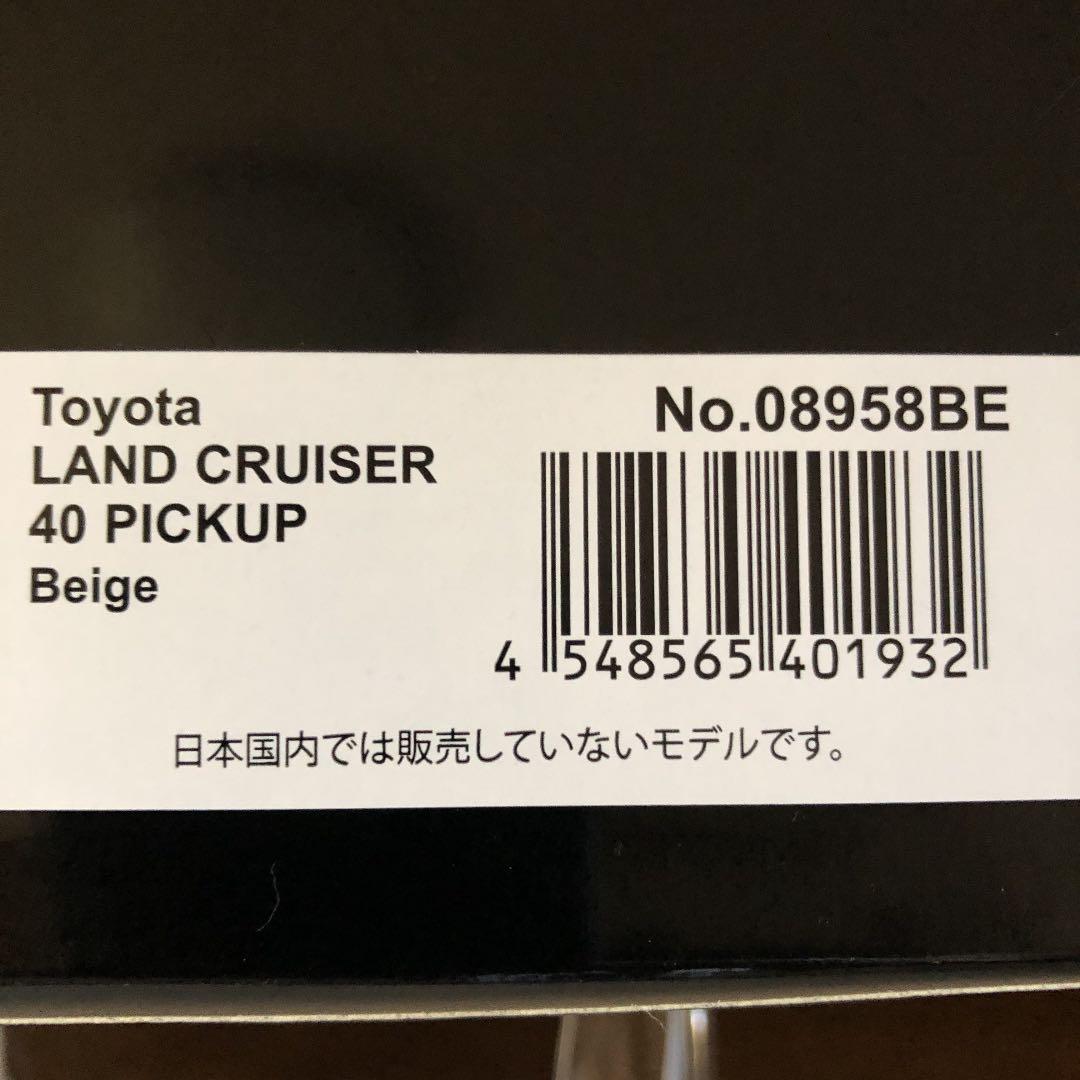 Toyota
LAND CRUISER
40 PICKUP
Beige
No.08958BE
4 548565 401932
日本国内では販売していないモデルです。